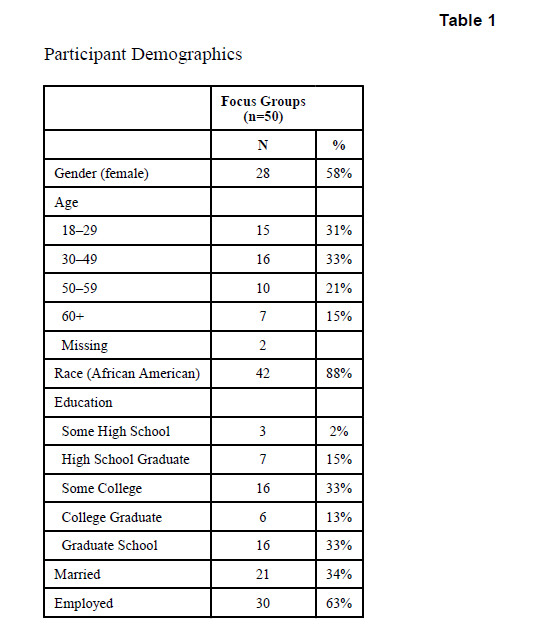 Table 1
Participant Demographics
Focus Groups
(n=50)
N %
Gender (female) 28 58%
Age
18–29 15 31%
30–49 16 33%
50–59 10 21%
60+ 7 15%
Missing 2
Race (African American) 42 88%
Education
Some High School 3 2%
High School Graduate 7 15%
Some College 16 33%
College Graduate 6 13%
Graduate School 16 33%
Married 21 34%
Employed 30 63%